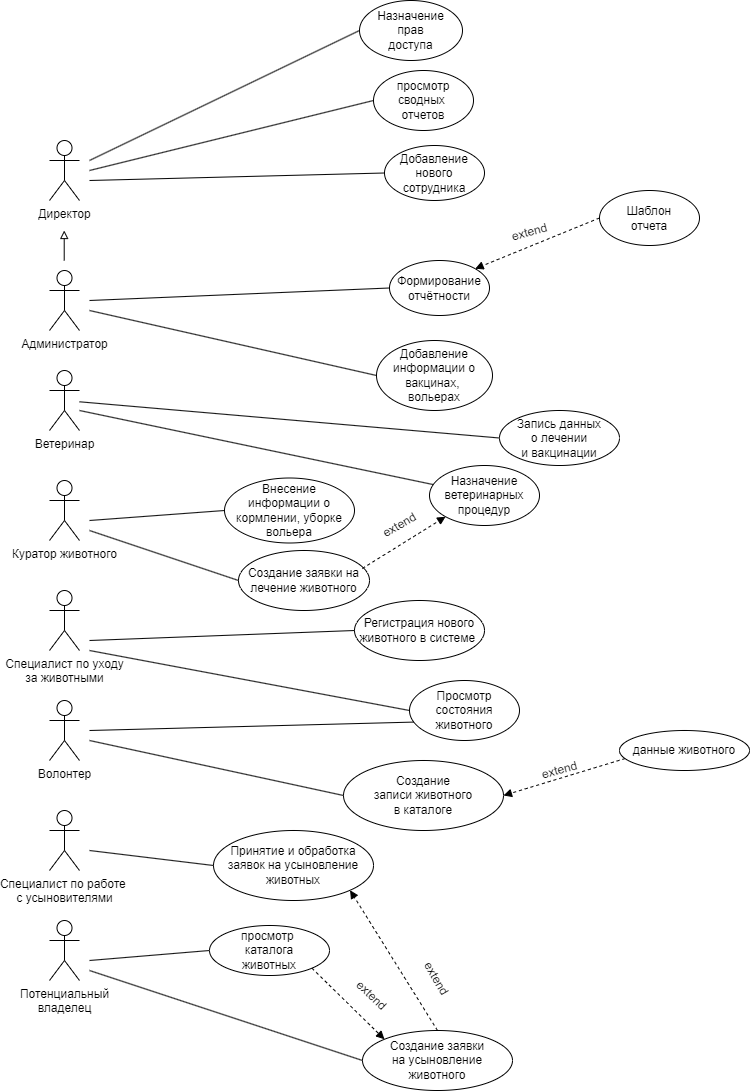 Назначение
прав
доступа
просмотр
сводных
отчетов
Добавление
нового
сотрудника
Директор
Шаблон
отчета
extend
Формирование
отчётности
Администратор
Добавление
информации о
вакцинах,
вольерах
Ветеринар
Запись данных
о лечении
и вакцинации
Назначение
ветеринарных
процедур
Внесение
информации о
кормлении, уборке
вольера
extend
Куратор животного
Создание заявки на
лечение животного
Регистрация нового
животного в системе
Специалист по уходу
за животными
Просмотр
состояния
животного
Волонтер
данные животного
extend
Создание
записи животного
в каталоге
Принятие и обработка
заявок на усыновление
животных
Специалист по работе
с усыновителями
просмотр
каталога
животных
extend
extend
Потенциальный
владелец
Создание заявки
на усыновление
животного